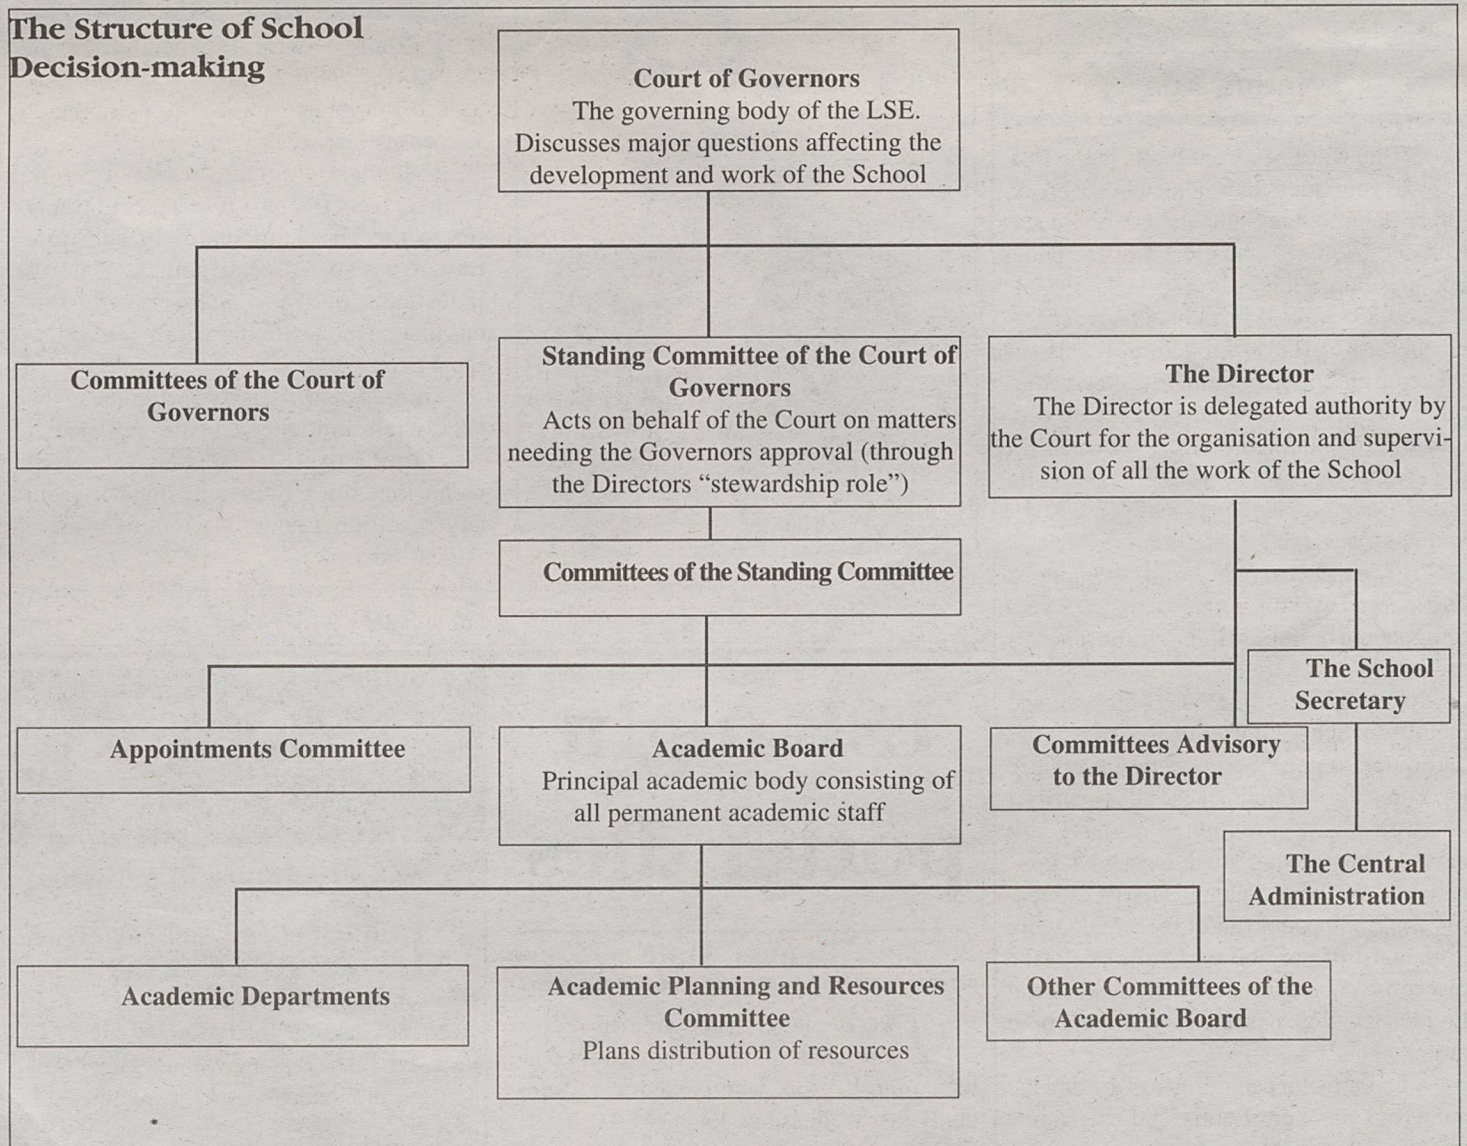 The Structure of School
Decision-making
Court of Governors
The governing body of the LSE.
Discusses major questions affecting the
development and work of the School
Committees of the Court of
Governors
Standing Committee of the Court of
Governors
Acts on behalf of the Court on matters
needing the Governors approval (through
the Directors “stewardship role”)
The Director
The Director is delegated authority by
the Court for the organisation and supervi-
sion of all the work of the School
Committees of the Standing Committee
The School
Secretary
Appointments Committee
Academic Board
Principal academic body consisting of
all permanent academic staff
Committees Advisory
to the Director
The Central
Administration
Academic Departments
Academic Planning and Resources
Committee
Plans distribution of resources
Other Committees of the
Academic Board